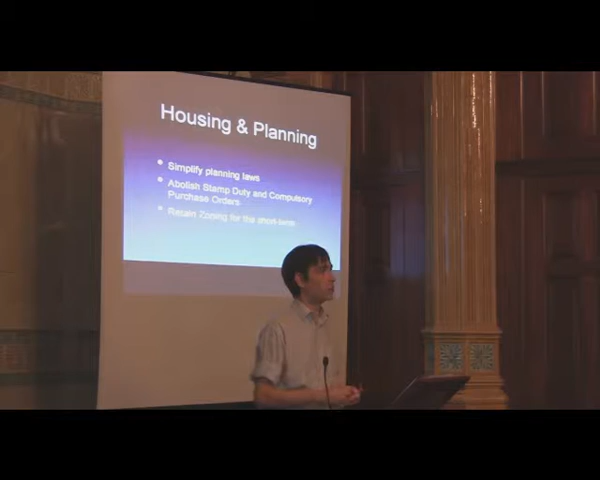 Housing & Planning
Simplify planning laws
Abolish Stamp Duty and Compulsory
Purchase Orders
Retain Zoning for the short-term